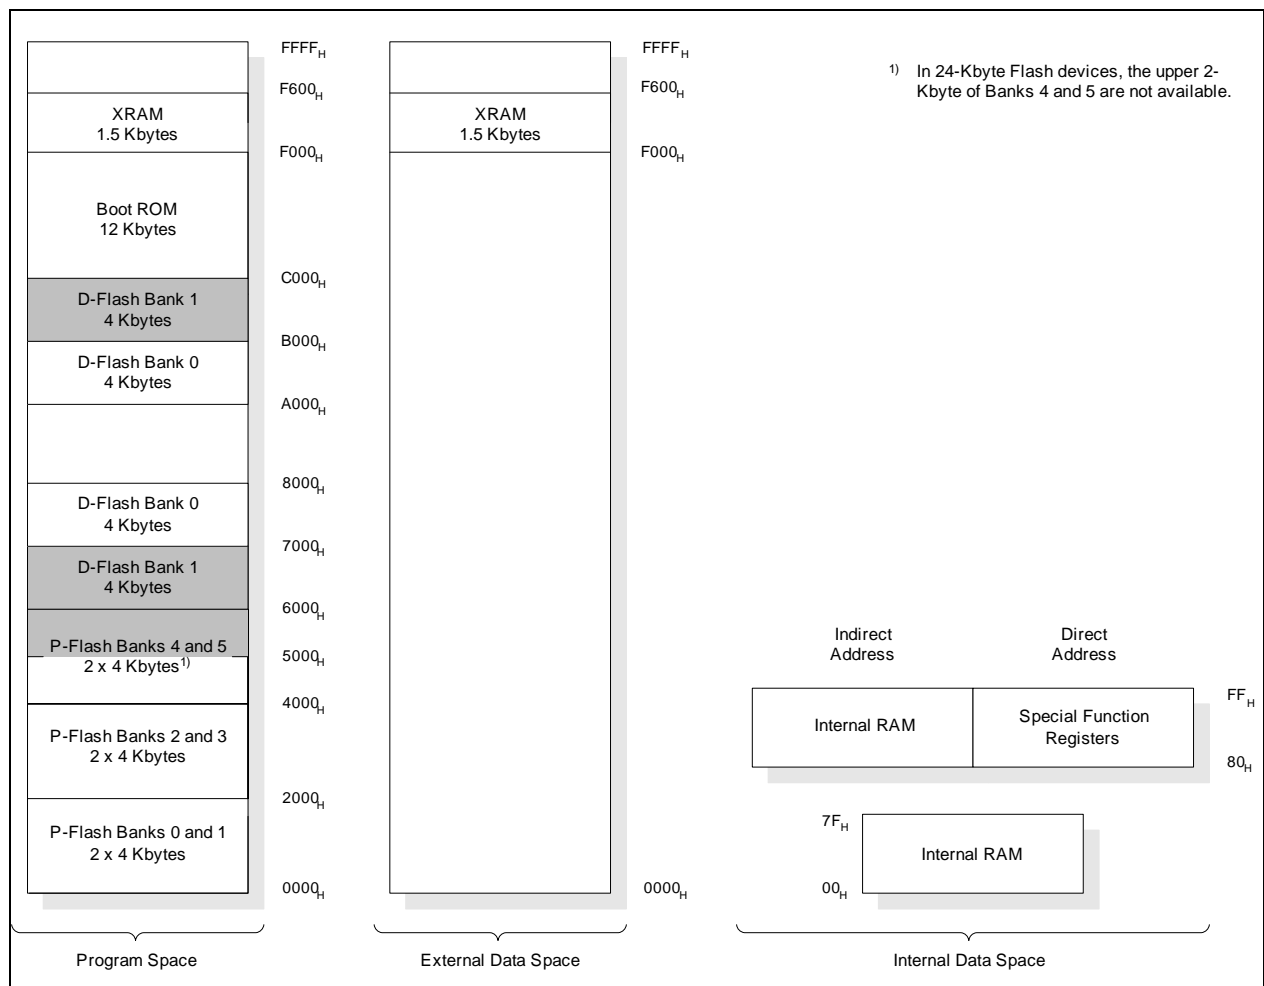 FFFFH
F600H
XRAM
1.5 Kbytes
F000H
Boot ROM
12 Kbytes
C000H
D-Flash Bank 1
4 Kbytes
B000H
D-Flash Bank 0
4 Kbytes
A000H
8000H
D-Flash Bank 0
4 Kbytes
7000H
D-Flash Bank 1
4 Kbytes
6000H
P-Flash Banks 4 and 5
2 x 4 Kbytes1)
5000H
4000H
P-Flash Banks 2 and 3
2 x 4 Kbytes
2000H
P-Flash Banks 0 and 1
2 x 4 Kbytes
0000H
Program Space
FFFFH
F600H
XRAM
1.5 Kbytes
F000H
0000H
External Data Space
1) In 24-Kbyte Flash devices, the upper 2-
Kbyte of Banks 4 and 5 are not available.
Indirect
Address
Direct
Address
Internal RAM
Special Function
Registers
FFH
80H
7FH
Internal RAM
00H
Internal Data Space